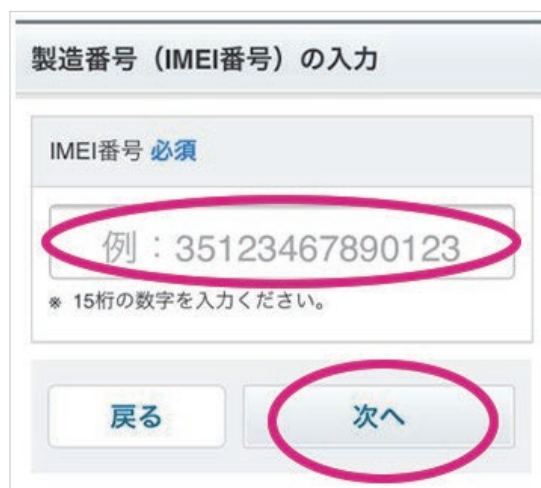 製造番号（IMEI番号）の入力
IMEI番号 必須
例：35123467890123
※ 15桁の数字を入力ください。
戻る
次へ